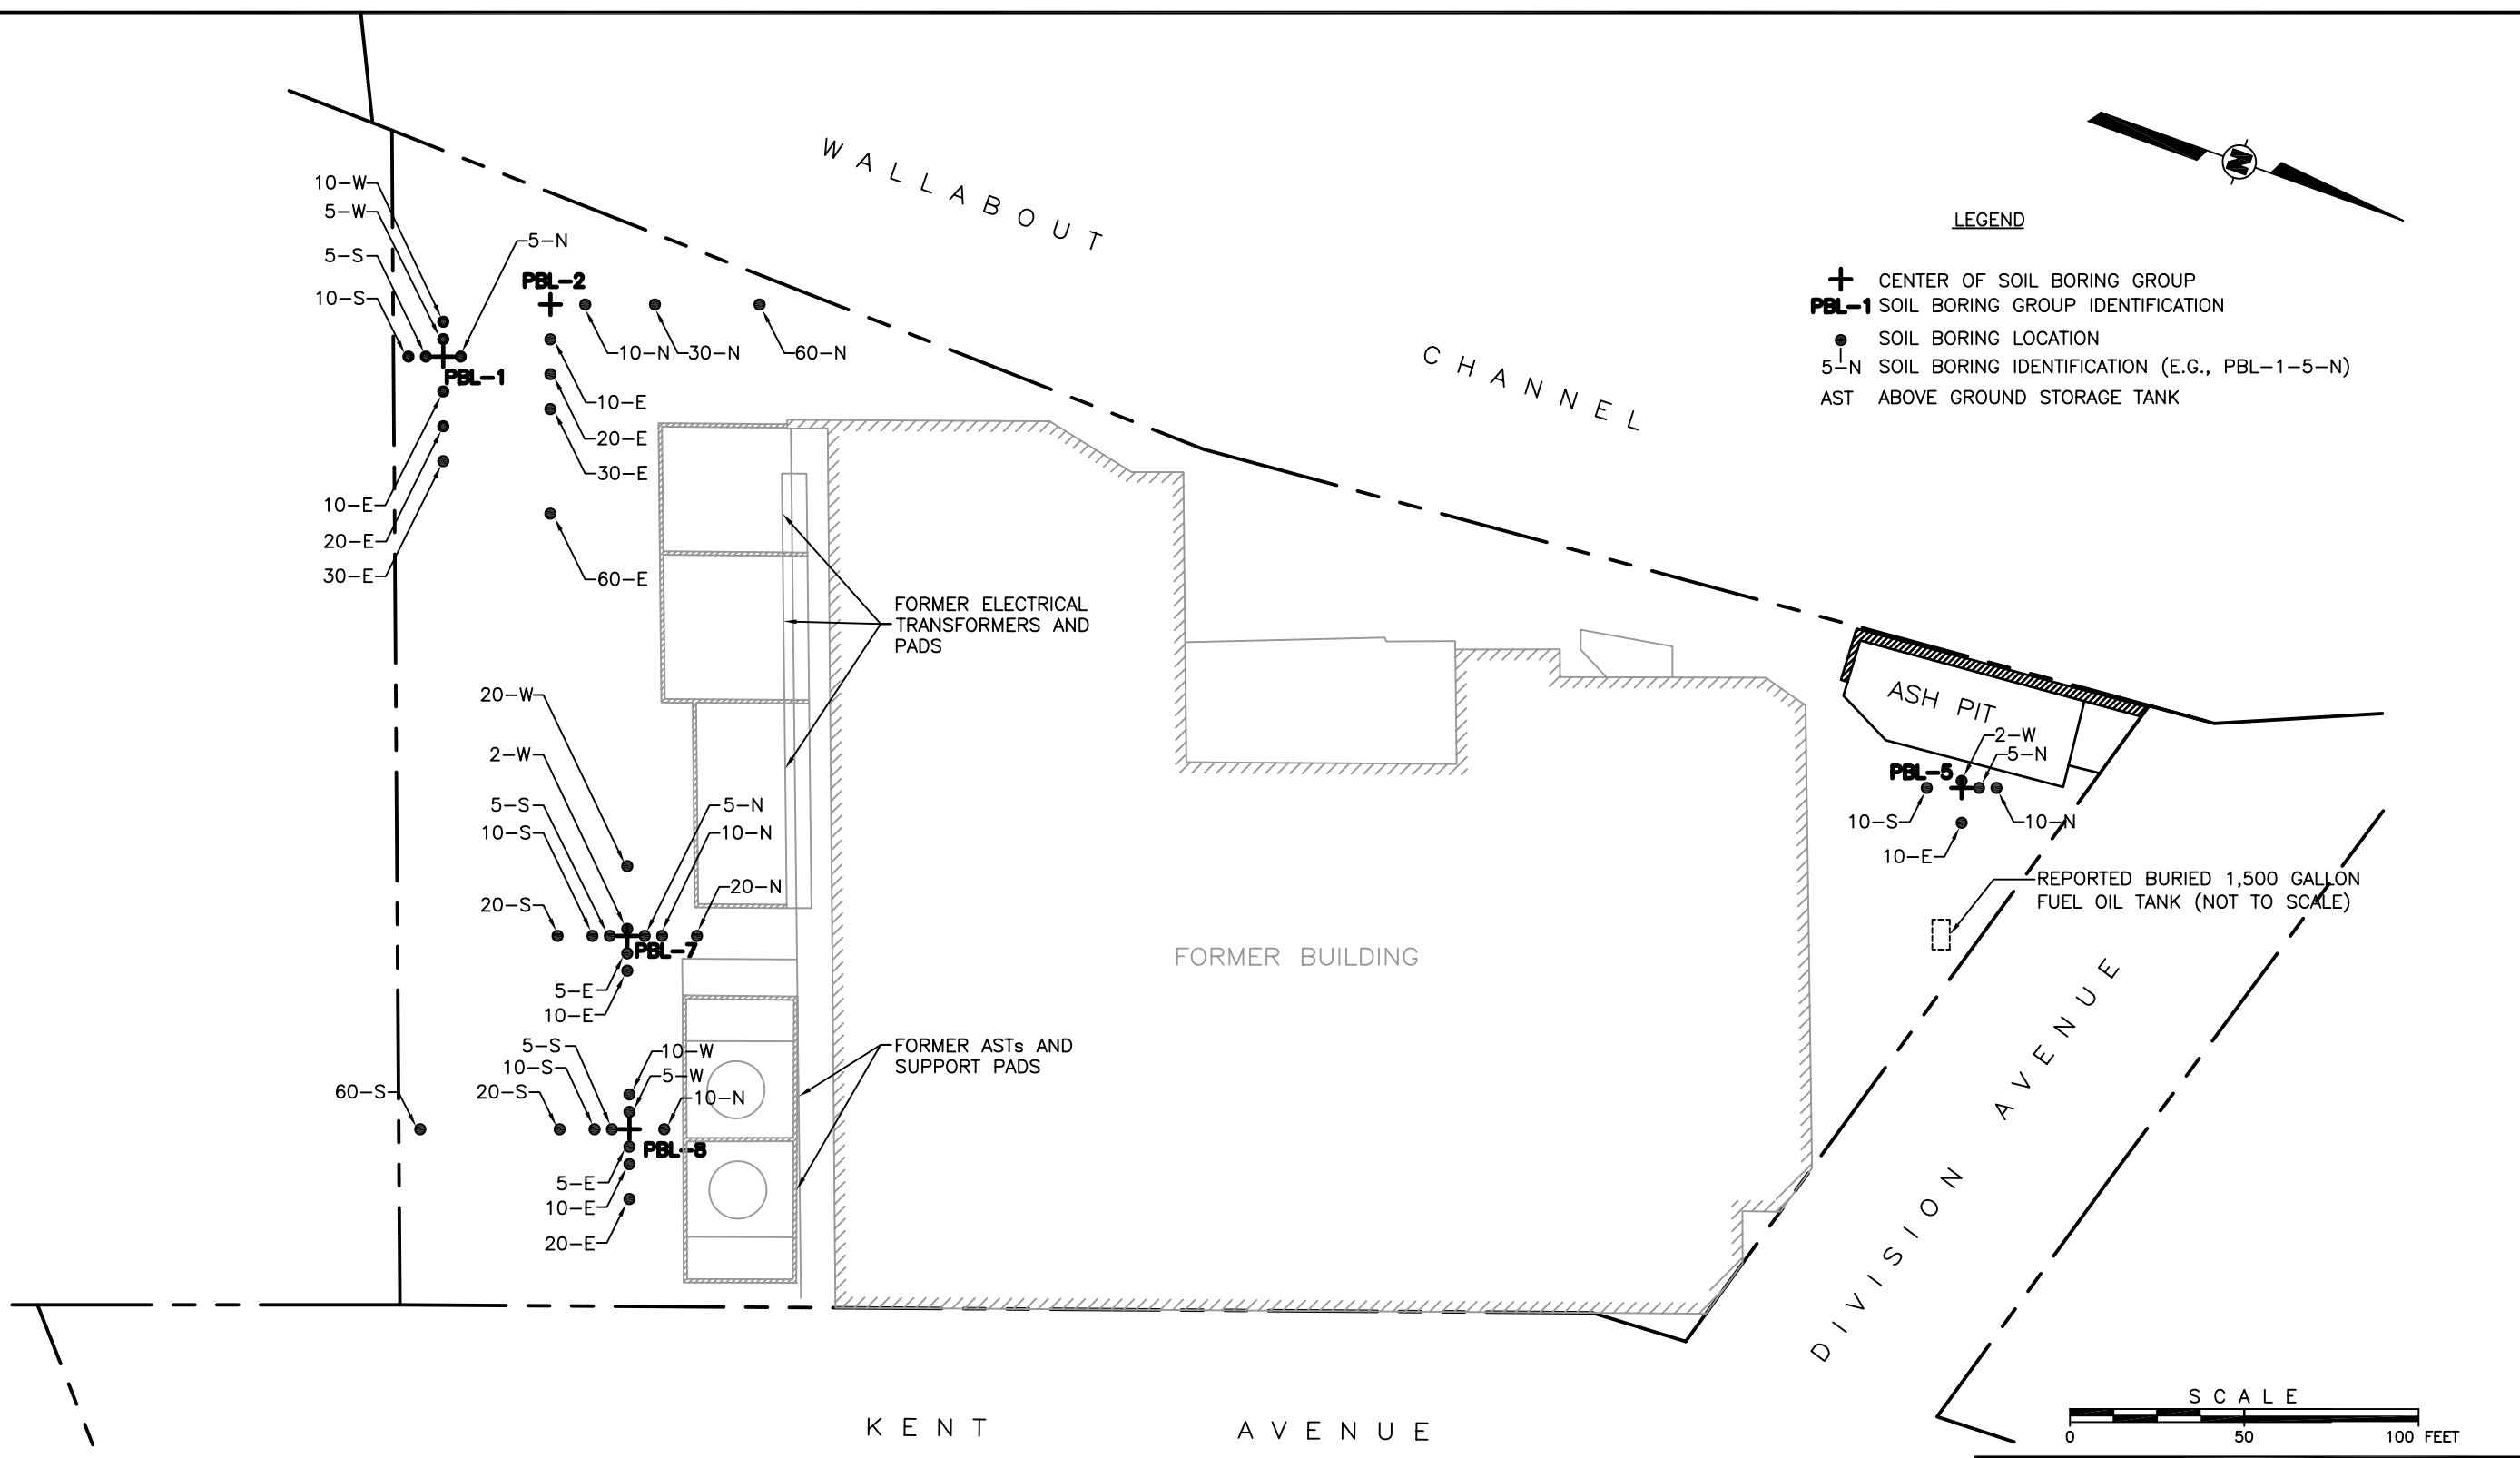 WALLABOUT
CHANNEL
N
LEGEND
CENTER OF SOIL BORING GROUP
PBL-1 SOIL BORING GROUP IDENTIFICATION
SOIL BORING LOCATION
5-N SOIL BORING IDENTIFICATION (E.G., PBL-1-5-N)
AST ABOVE GROUND STORAGE TANK
10-W
5-W
5-S
10-S
5-N
PBL-1
10-E
20-E
30-E
PBL-2
10-N
30-N
60-N
10-E
20-E
30-E
60-E
FORMER ELECTRICAL
TRANSFORMERS AND
PADS
ASH PIT
2-W
5-N
PBL-5
10-S
10-N
10-E
REPORTED BURIED 1,500 GALLON
FUEL OIL TANK (NOT TO SCALE)
20-W
2-W
5-S
10-S
20-S
5-N
10-N
20-N
PBL-7
5-E
10-E
FORMER BUILDING
5-S
10-S
20-S
60-S
10-W
5-W
10-N
PBL-8
5-E
10-E
20-E
FORMER ASTs AND
SUPPORT PADS
DIVISION AVENUE
KENT AVENUE
SCALE
0 50 100 FEET